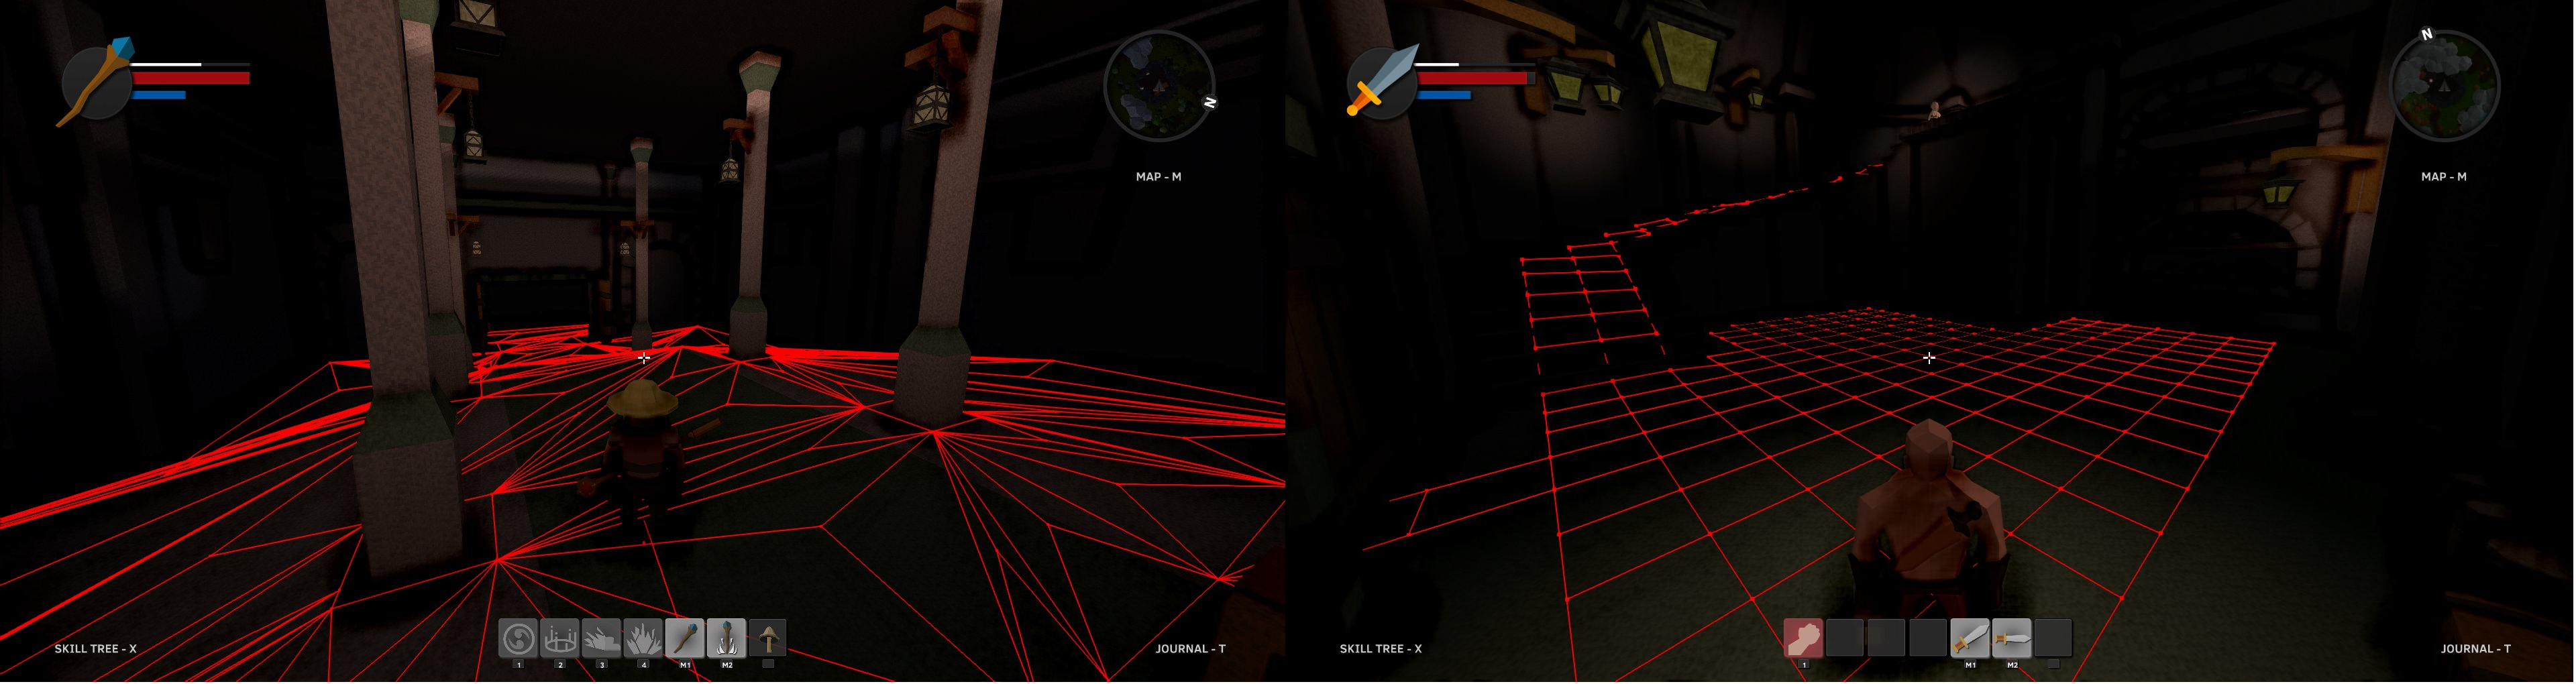 N
MAP - M
SKILL TREE - X
1
2
3
4
M1
M2
JOURNAL - T
N
MAP - M
SKILL TREE - X
1
M1
M2
JOURNAL - T